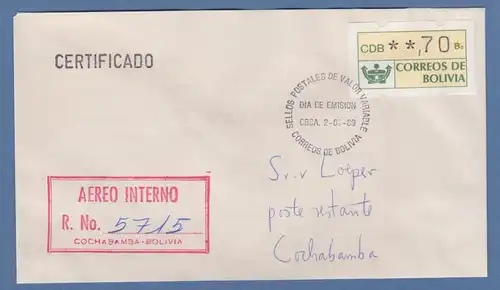 CERTIFICADO
CDB **,70 Bs
CORREOS DE
BOLIVIA
SELLOS POSTALES DE VALOR VARIABLE
DIA DE EMISION
CBBA. 2-89
CORREOS DE BOLIVIA
AEREO INTERNO
R. No. 5715
COCHABAMBA-BOLIVIA
Sr. Loeper
poste restante
Cochabamba